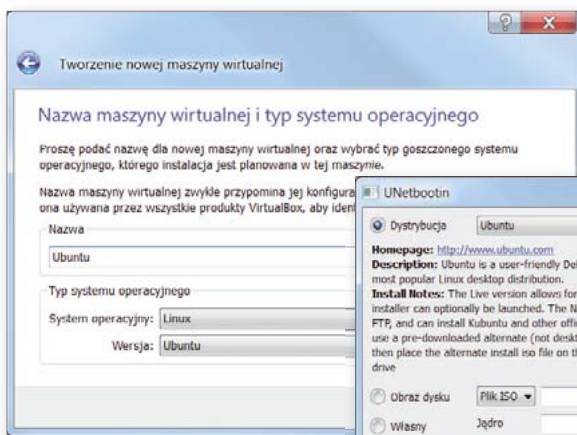 Tworzenie nowej maszyny wirtualnej
Nazwa maszyny wirtualnej i typ systemu operacyjnego
Proszę podać nazwę dla nowej maszyny wirtualnej oraz wybrać typ goszczonego systemu
operacyjnego, którego instalacja jest planowana w tej maszynie.
Nazwa maszyny wirtualnej zwykle przypomina jej konfigura
ona używana przez wszystkie produkty VirtualBox, aby ident
Nazwa
Ubuntu
Typ systemu operacyjnego
System operacyjny: Linux
Wersja: Ubuntu
UNetbootin
Dystrybucja Ubuntu
Homepage: http://www.ubuntu.com
Description: Ubuntu is a user-friendly Del
most popular Linux desktop distribution.
Install Notes: The Live version allows for
installer can optionally be launched. The N
FTP, and can install Kubuntu and other offi
use a pre-downloaded alternate (not deskt
then place the alternate install iso file on th
drive
Obraz dysku Plik ISO
Własny Jądro